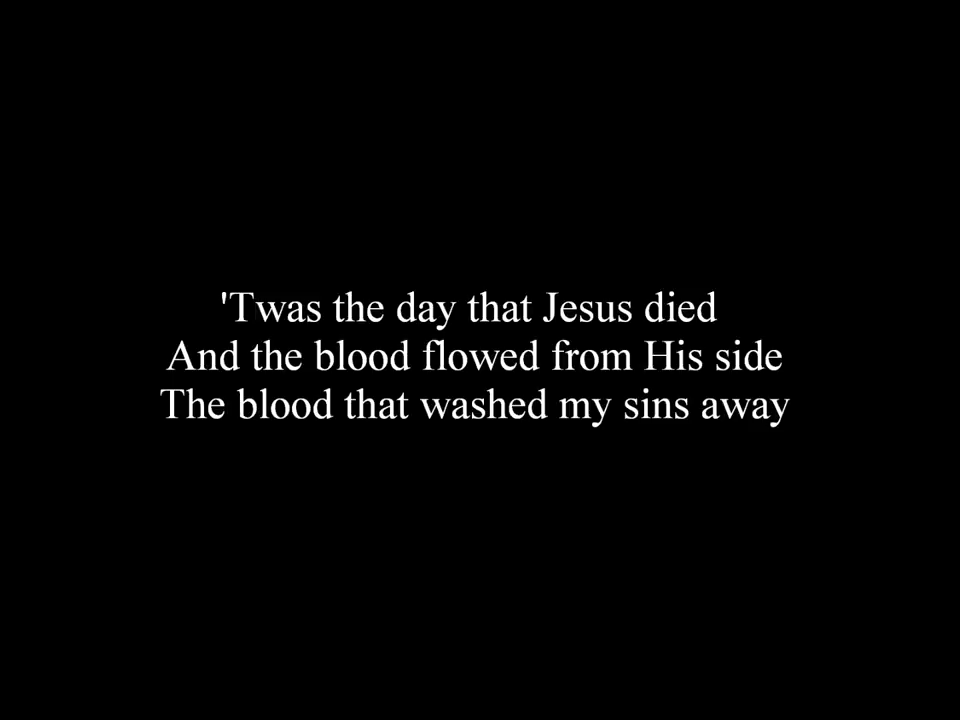 'Twas the day that Jesus died
And the blood flowed from His side
The blood that washed my sins away